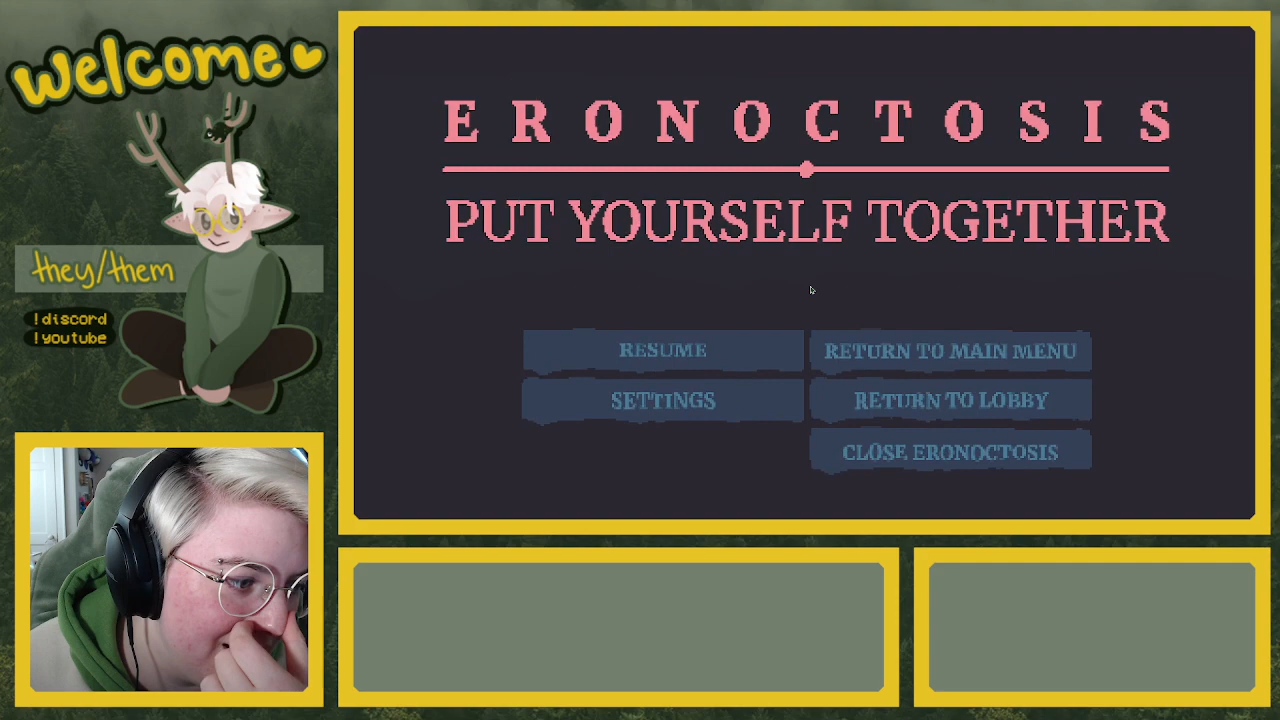 welcome
they/them
!discord
!youtube
ERONOCTOSIS
PUT YOURSELF TOGETHER
RESUME
RETURN TO MAIN MENU
SETTINGS
RETURN TO LOBBY
CLOSE ERONOCTOSIS